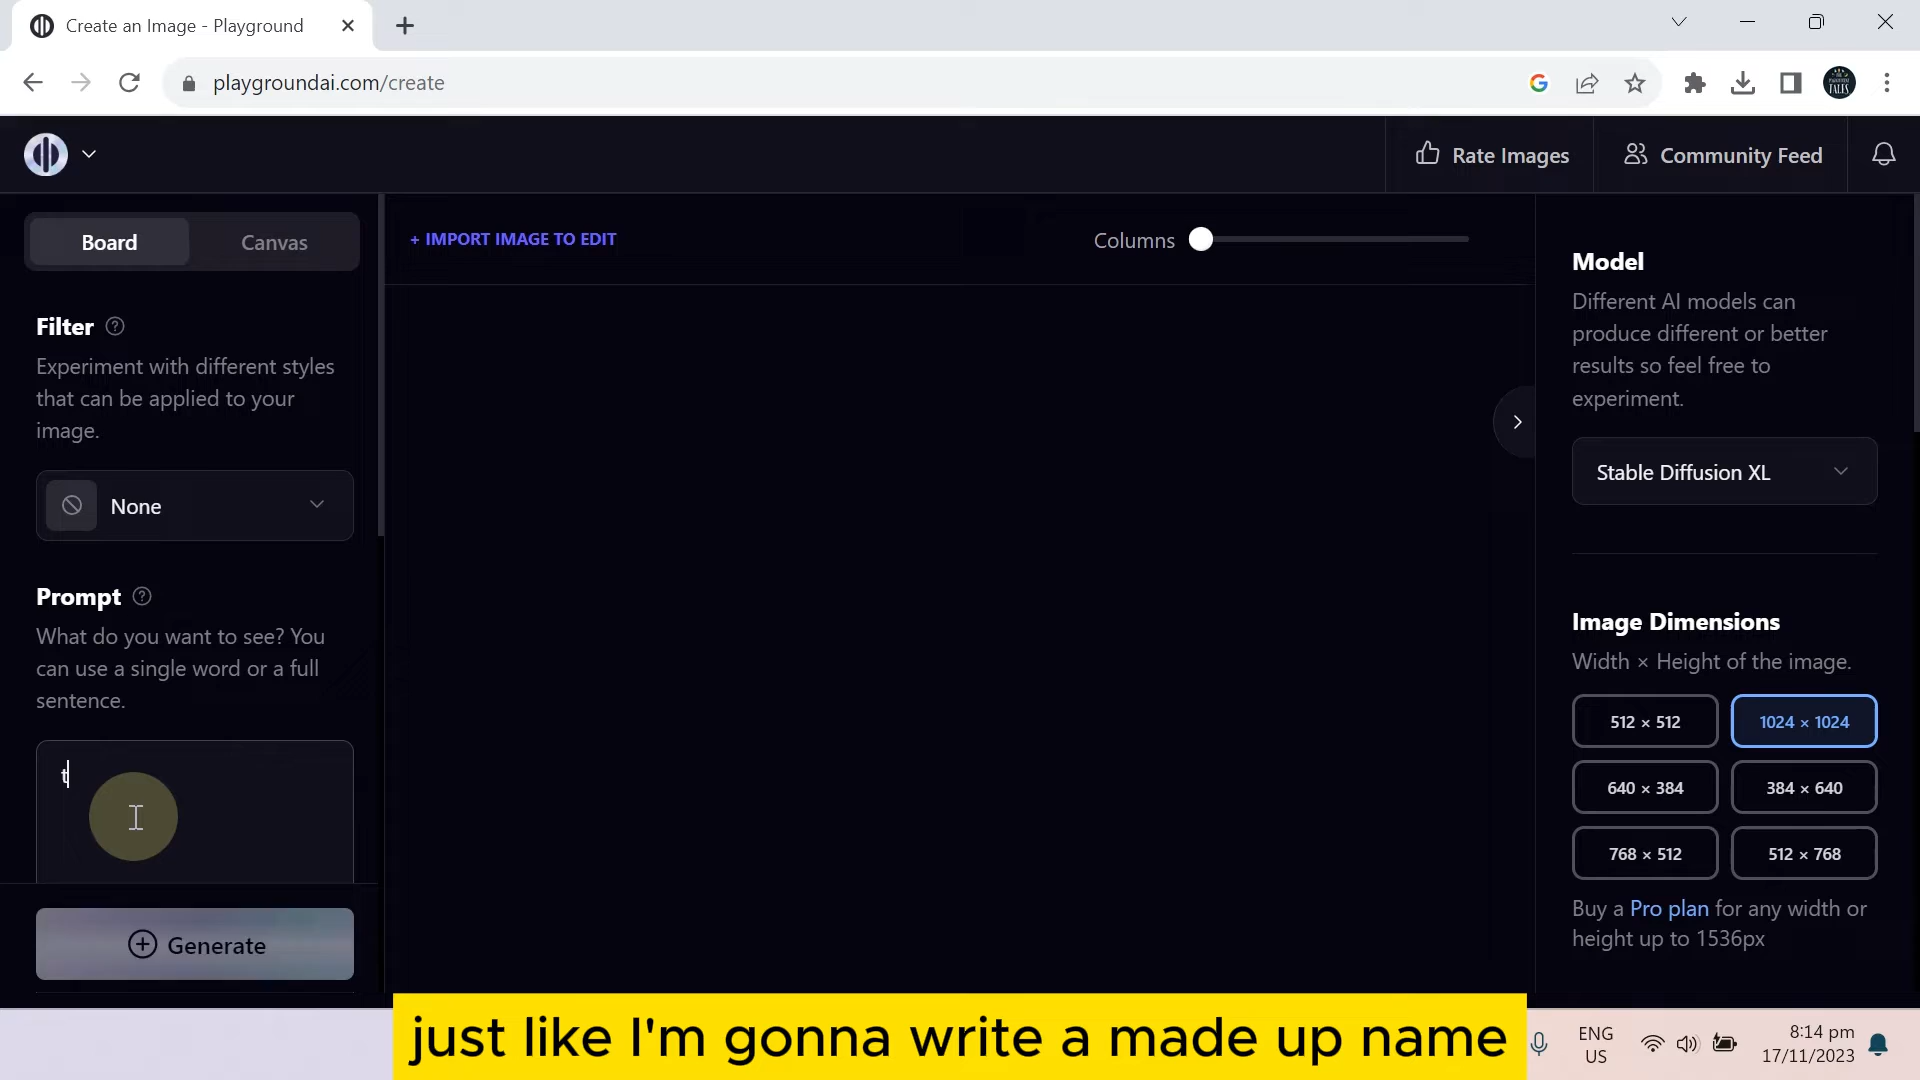 Create an Image - Playground
playgroundai.com/create
Rate Images
Community Feed
Board
Canvas
+ IMPORT IMAGE TO EDIT
Columns
Filter
Experiment with different styles
that can be applied to your
image.
None
Prompt
What do you want to see? You
can use a single word or a full
sentence.
t
Generate
Model
Different AI models can
produce different or better
results so feel free to
experiment.
Stable Diffusion XL
Image Dimensions
Width × Height of the image.
512 × 512
1024 × 1024
640 × 384
384 × 640
768 × 512
512 × 768
Buy a Pro plan for any width or
height up to 1536px
just like I'm gonna write a made up name
ENG
US
8:14 pm
17/11/2023